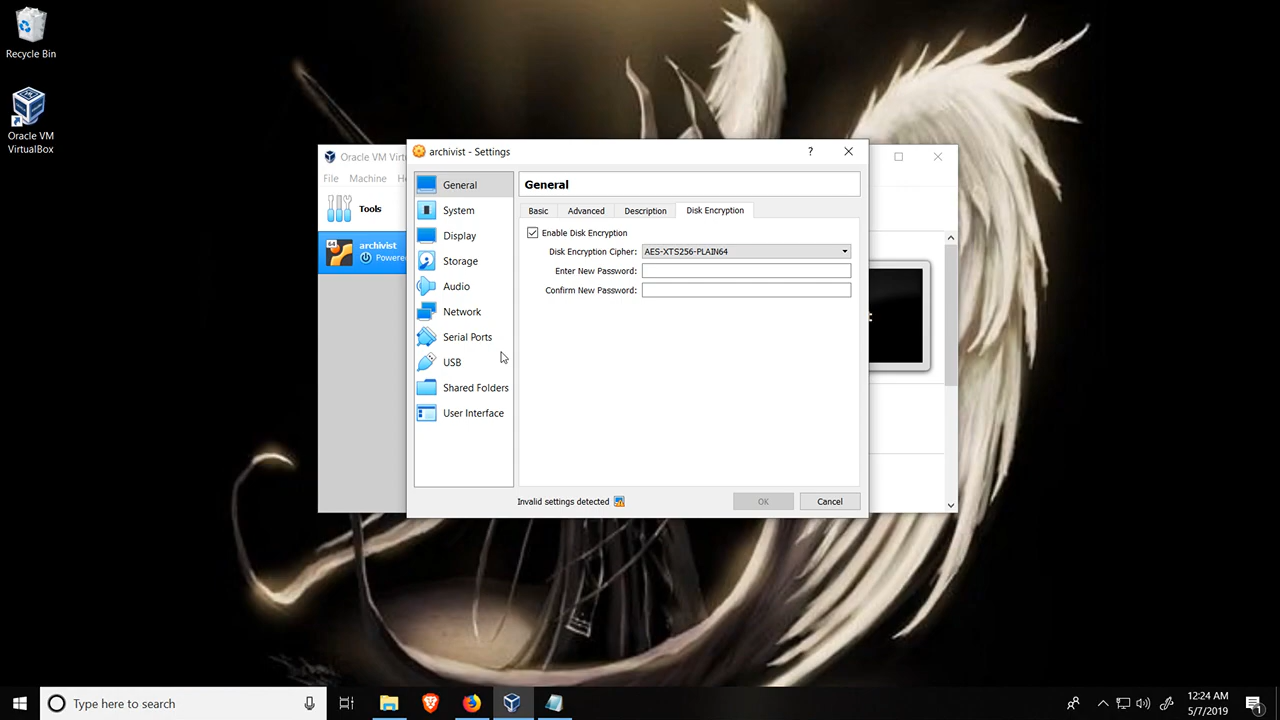 Recycle Bin
Oracle VM
VirtualBox
Oracle VM Virt
File Machine H
Tools
64
archivist
Powere
archivist - Settings
?
General
System
Display
Storage
Audio
Network
Serial Ports
USB
Shared Folders
User Interface
General
Basic Advanced Description Disk Encryption
Enable Disk Encryption
Disk Encryption Cipher: AES-XTS256-PLAIN64
Enter New Password:
Confirm New Password:
Invalid settings detected
OK Cancel
Type here to search
12:24 AM
5/7/2019
1